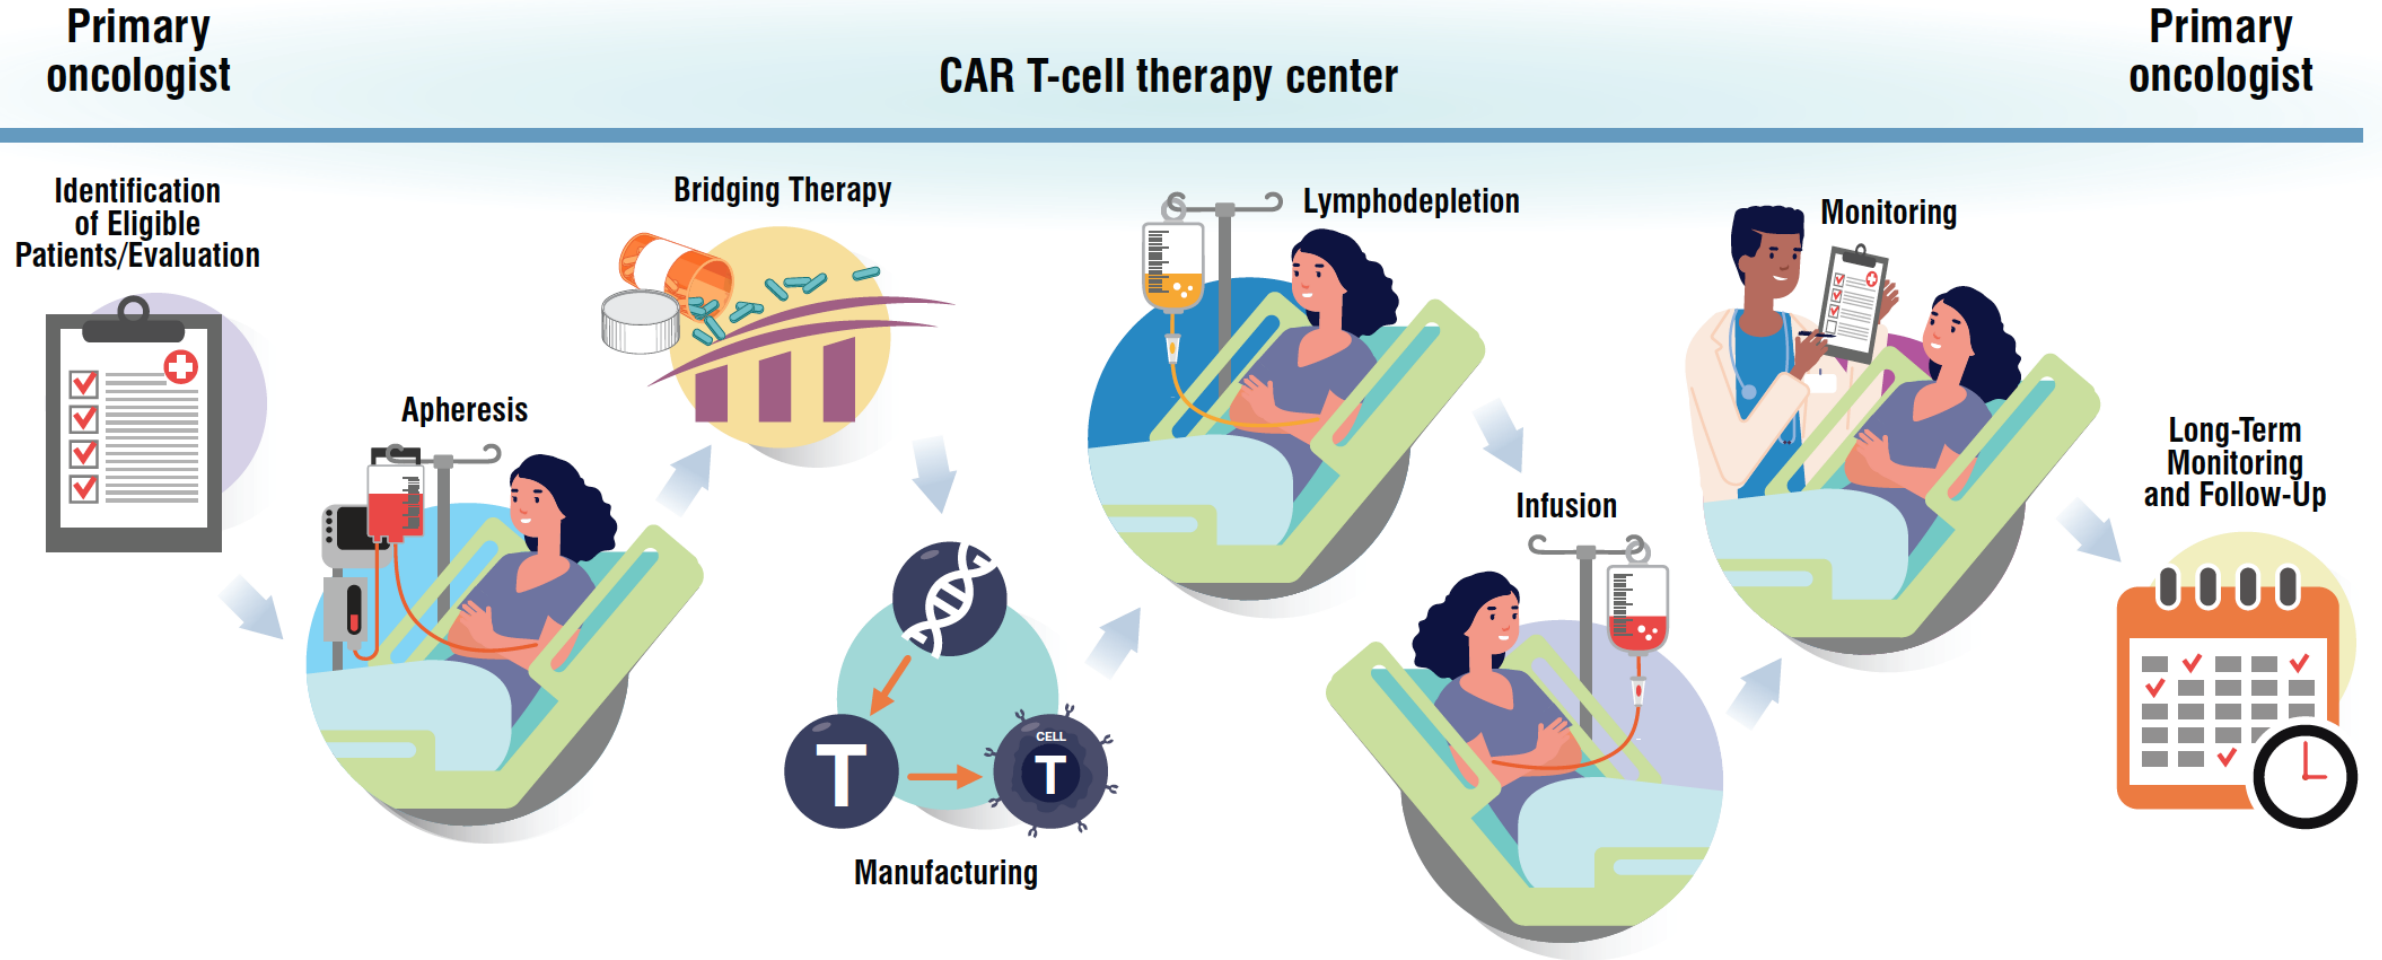 Primary
oncologist
CAR T-cell therapy center
Primary
oncologist
Identification
of Eligible
Patients/Evaluation
Apheresis
Bridging Therapy
T
CELL
T
Manufacturing
Lymphodepletion
Infusion
Monitoring
Long-Term
Monitoring
and Follow-Up